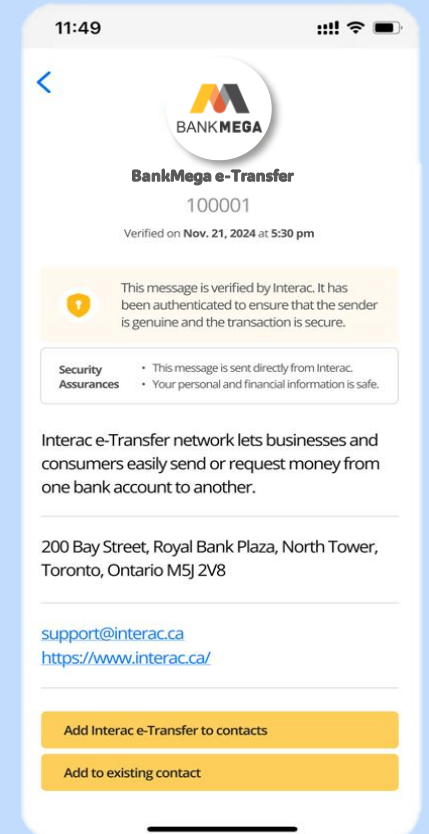 11:49
BANKMEGA
BankMega e-Transfer
100001
Verified on Nov. 21, 2024 at 5:30 pm
This message is verified by Interac. It has
been authenticated to ensure that the sender
is genuine and the transaction is secure.
Security
Assurances
• This message is sent directly from Interac.
• Your personal and financial information is safe.
Interac e-Transfer network lets businesses and
consumers easily send or request money from
one bank account to another.
200 Bay Street, Royal Bank Plaza, North Tower,
Toronto, Ontario M5J 2V8
support@interac.ca
https://www.interac.ca/
Add Interac e-Transfer to contacts
Add to existing contact